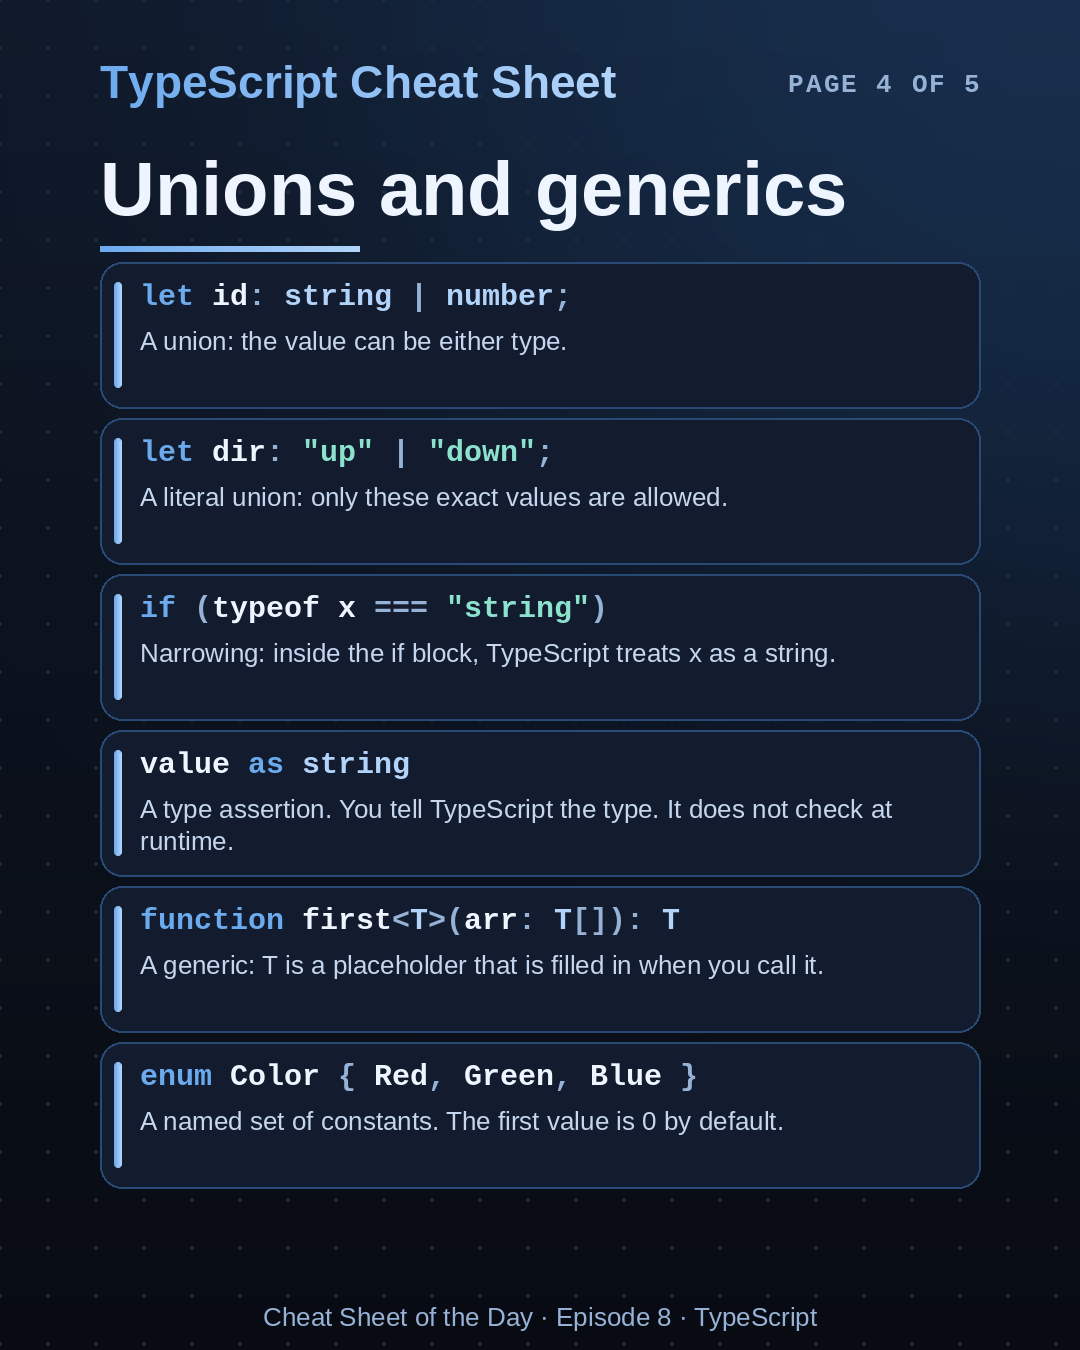 TypeScript Cheat Sheet
PAGE 4 OF 5
Unions and generics
let id: string | number;
A union: the value can be either type.
let dir: "up" | "down";
A literal union: only these exact values are allowed.
if (typeof x === "string")
Narrowing: inside the if block, TypeScript treats x as a string.
value as string
A type assertion. You tell TypeScript the type. It does not check at
runtime.
function first<T>(arr: T[]): T
A generic: T is a placeholder that is filled in when you call it.
enum Color { Red, Green, Blue }
A named set of constants. The first value is 0 by default.
Cheat Sheet of the Day · Episode 8 · TypeScript